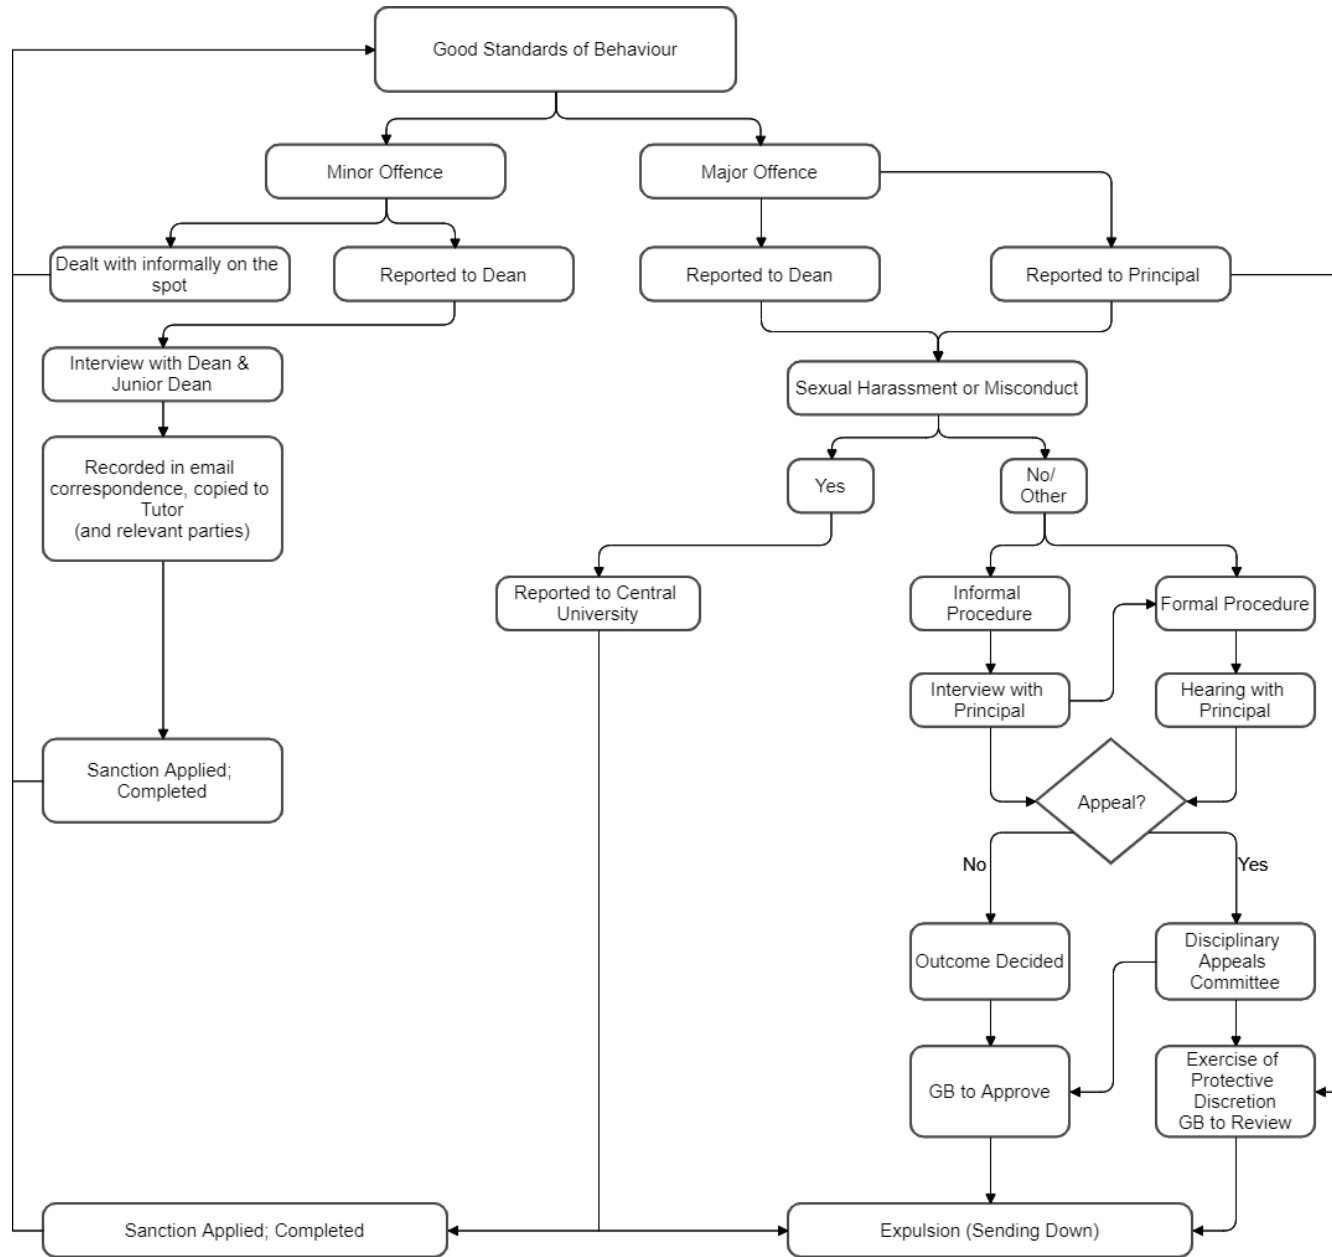 Good Standards of Behaviour
Minor Offence
Major Offence
Dealt with informally on the
spot
Reported to Dean
Reported to Dean
Reported to Principal
Interview with Dean &
Junior Dean
Sexual Harassment or Misconduct
Recorded in email
correspondence, copied to
Tutor
(and relevant parties)
Yes
No/
Other
Reported to Central
University
Informal
Procedure
Formal Procedure
Interview with
Principal
Hearing with
Principal
Sanction Applied;
Completed
Appeal?
No
Yes
Outcome Decided
Disciplinary
Appeals
Committee
GB to Approve
Exercise of
Protective
Discretion
GB to Review
Sanction Applied; Completed
Expulsion (Sending Down)